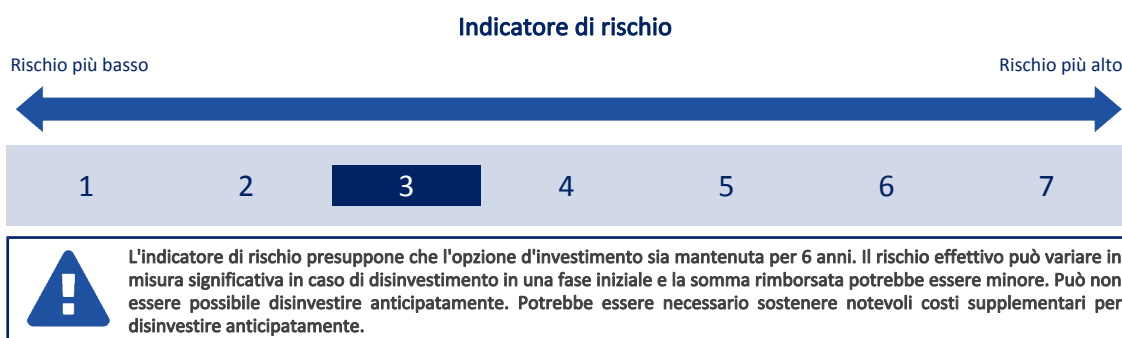 Indicatore di rischio
Rischio più basso
Rischio più alto
1 2 3 4 5 6 7
L'indicatore di rischio presuppone che l'opzione d'investimento sia mantenuta per 6 anni. Il rischio effettivo può variare in
misura significativa in caso di disinvestimento in una fase iniziale e la somma rimborsata potrebbe essere minore. Può non
essere possibile disinvestire anticipatamente. Potrebbe essere necessario sostenere notevoli costi supplementari per
disinvestire anticipatamente.